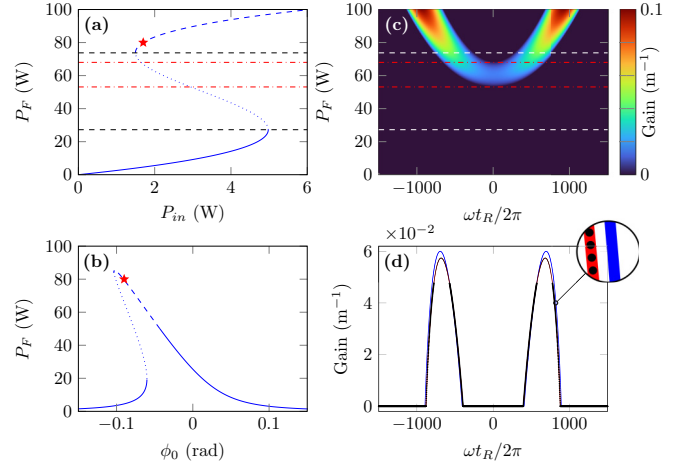 (a)
P_F (W)
100
80
60
40
20
0
0
2
4
6
P_in (W)
(c)
P_F (W)
100
80
60
40
20
0
−1000
0
1000
ωt_R/2π
0.1
0
Gain (m⁻¹)
(b)
P_F (W)
100
80
60
40
20
0
−0.1
0
0.1
ϕ_0 (rad)
(d)
×10⁻²
Gain (m⁻¹)
6
4
2
0
−1000
0
1000
ωt_R/2π